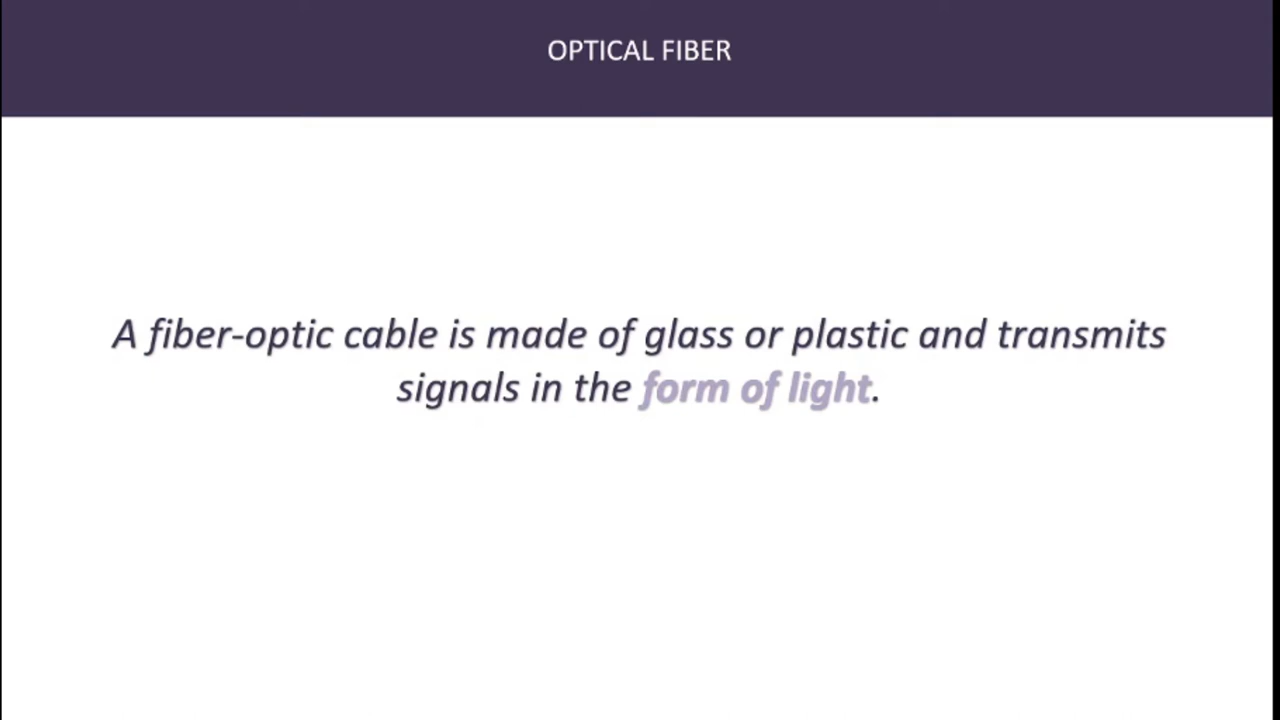 OPTICAL FIBER
A fiber-optic cable is made of glass or plastic and transmits
signals in the form of light.